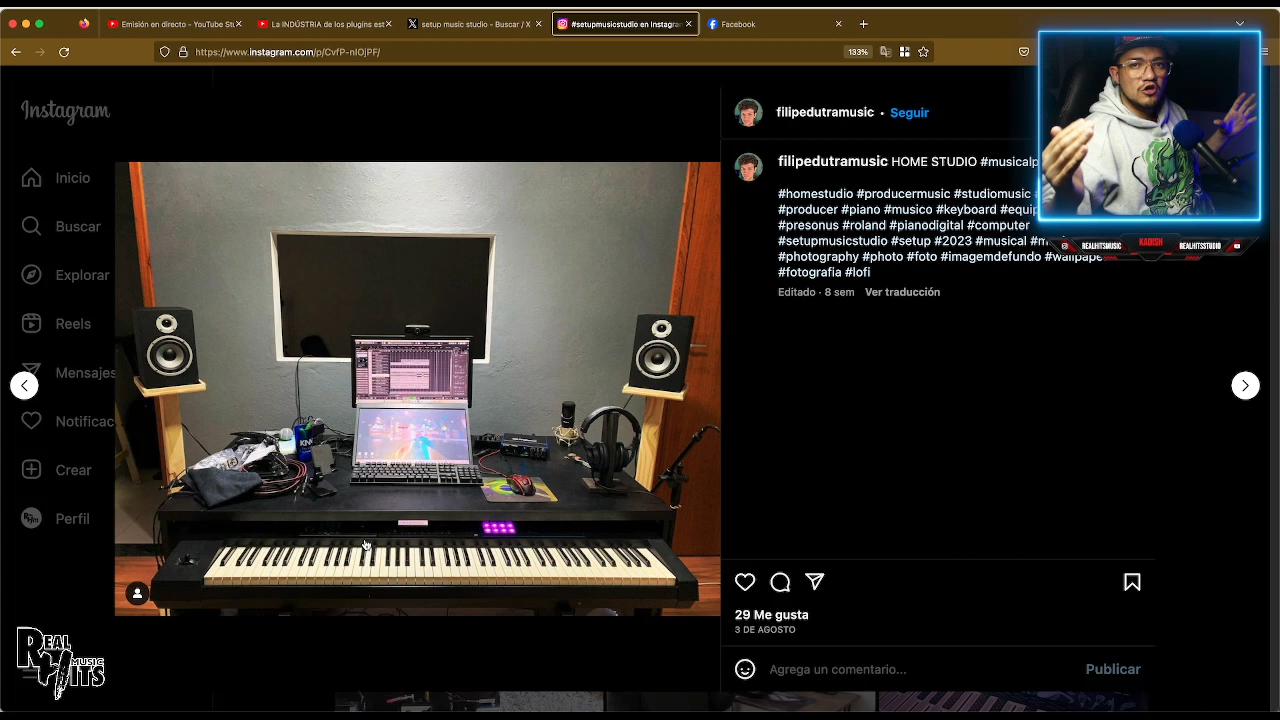 Emisión en directo - YouTube Stu
La INDÚSTRIA de los plugins est
setup music studio - Buscar / X
#setupmusicstudio en Instagram
Facebook
https://www.instagram.com/p/CvfP-nIOjPF/
133%
Instagram
Inicio
Buscar
Explorar
Reels
Mensajes
Notificac
Crear
Perfil
filipedutramusic • Seguir
filipedutramusic HOME STUDIO #musicalp
#homestudio #producermusic #studiomusic
#producer #piano #musico #keyboard #equip
#presonus #roland #pianodigital #computer
#setupmusicstudio #setup #2023 #musical #m
#photography #photo #foto #imagemdefundo #wallpape
#fotografia #lofi
Editado · 8 sem Ver traducción
REALHITSMUSIC
KADISH
REALHITSSTUDIO
29 Me gusta
3 DE AGOSTO
Agrega un comentario...
Publicar
REAL HITS MUSIC